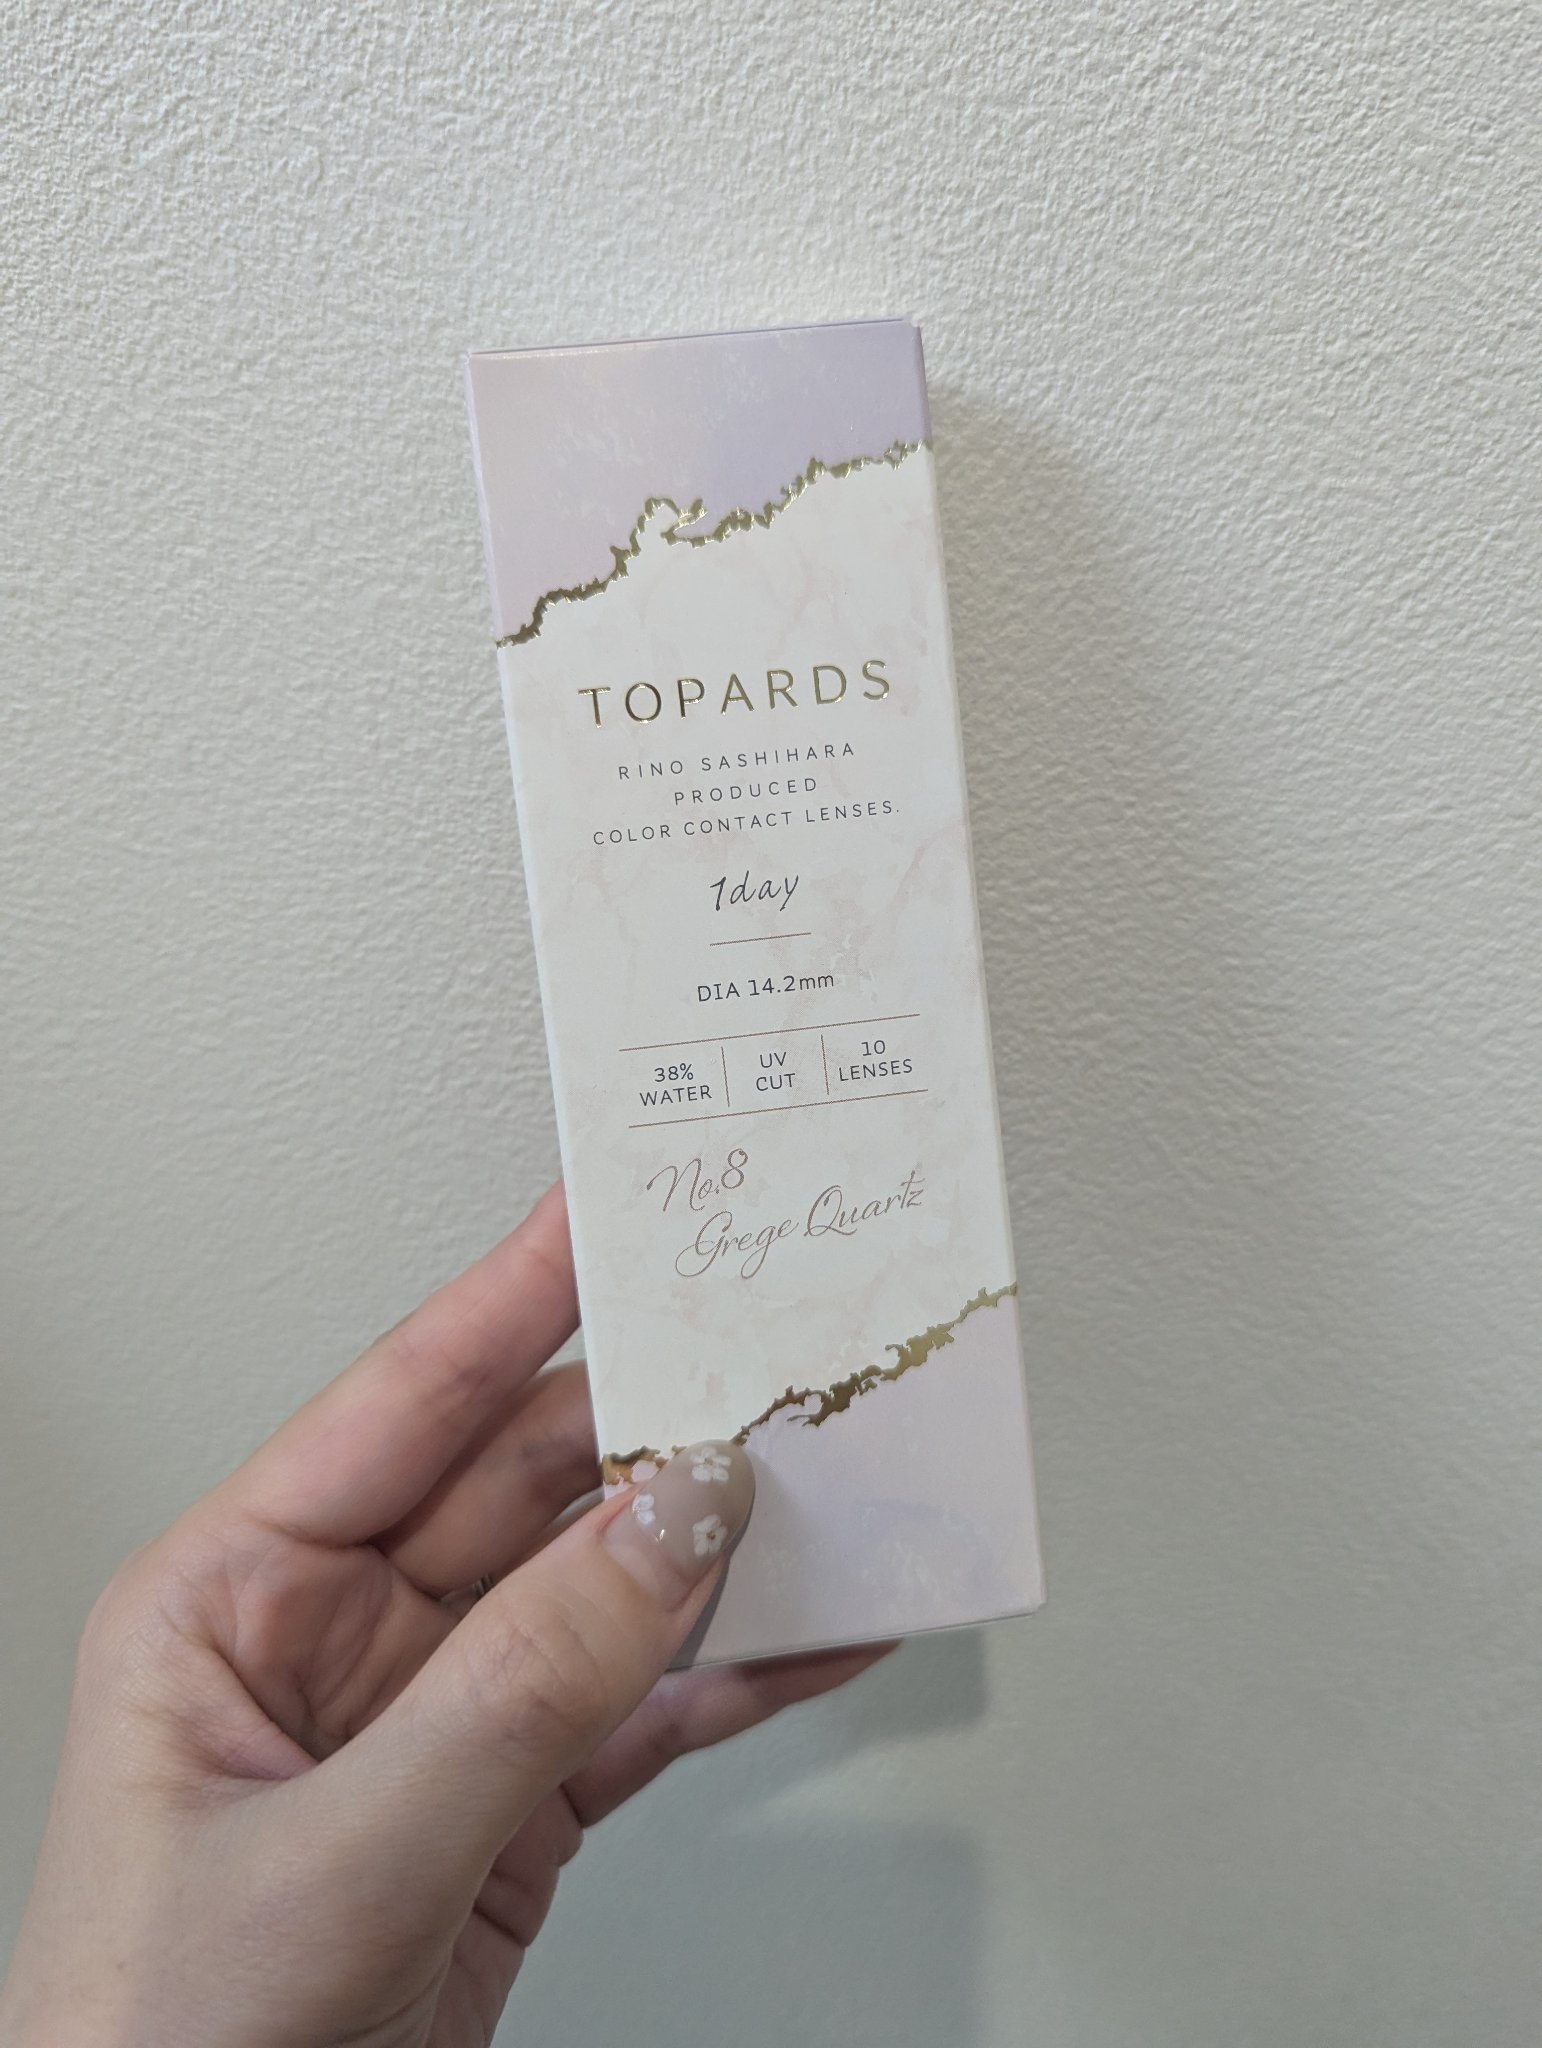 TOPARDS
RINO SASHIHARA
PRODUCED
COLOR CONTACT LENSES.
1day
DIA 14.2mm
38%
WATER
UV
CUT
10
LENSES
No.8
Grege Quartz